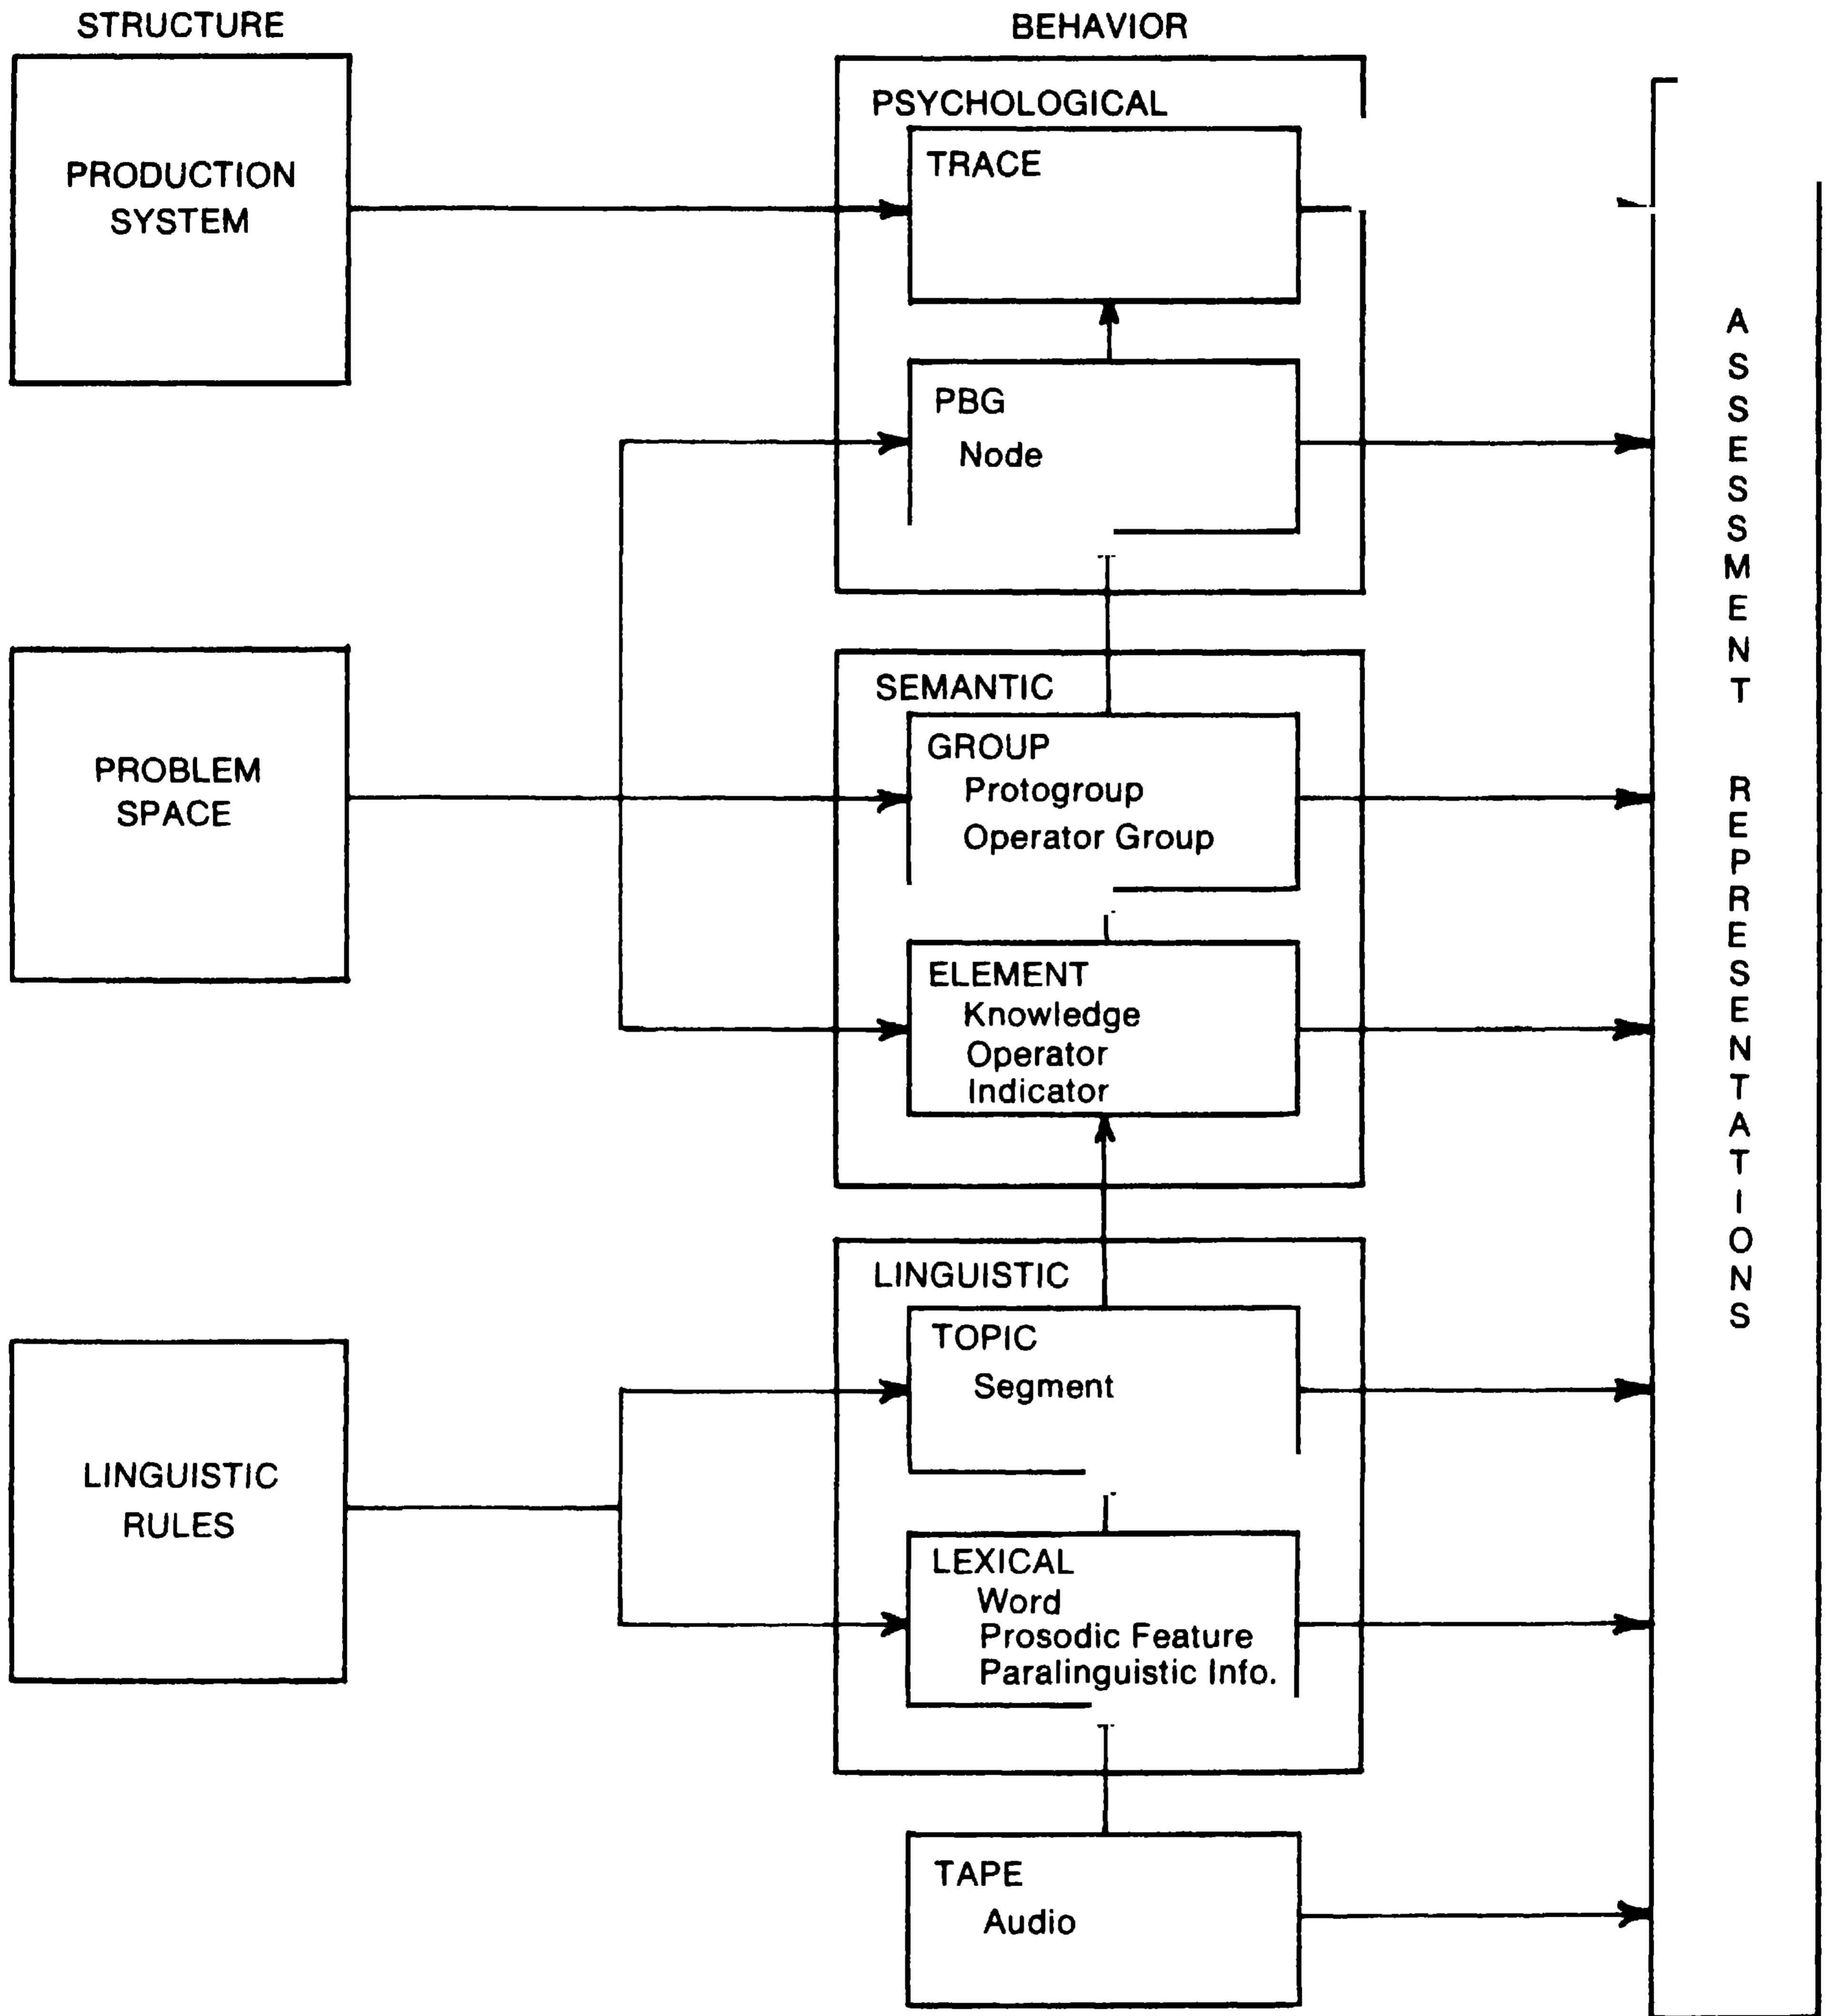 STRUCTURE
BEHAVIOR
PRODUCTION
SYSTEM
PSYCHOLOGICAL
TRACE
PBG
Node
PROBLEM
SPACE
SEMANTIC
GROUP
Protogroup
Operator Group
ELEMENT
Knowledge
Operator
Indicator
LINGUISTIC
RULES
LINGUISTIC
TOPIC
Segment
LEXICAL
Word
Prosodic Feature
Paralinguistic Info.
TAPE
Audio
ASSESSMENT REPRESENTATIONS